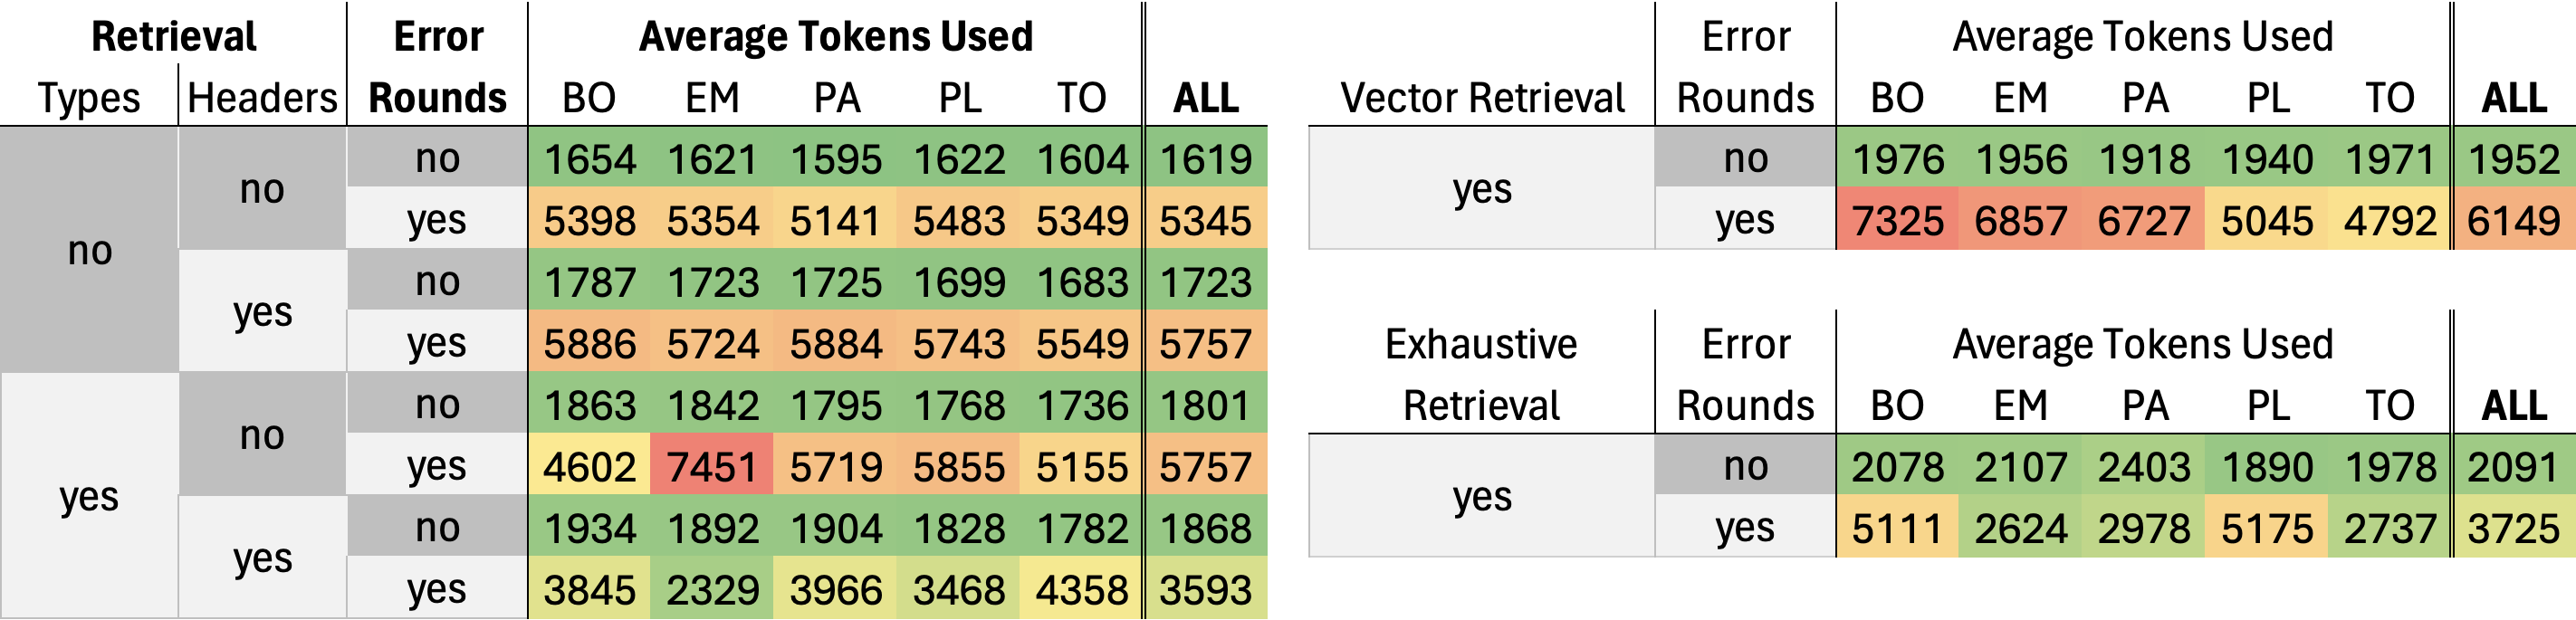 Retrieval Error Average Tokens Used
Types Headers Rounds BO EM PA PL TO ALL
no no no 1654 1621 1595 1622 1604 1619
yes 5398 5354 5141 5483 5349 5345
yes no 1787 1723 1725 1699 1683 1723
yes 5886 5724 5884 5743 5549 5757
yes no no 1863 1842 1795 1768 1736 1801
yes 4602 7451 5719 5855 5155 5757
yes no 1934 1892 1904 1828 1782 1868
yes 3845 2329 3966 3468 4358 3593
Error Average Tokens Used
Vector Retrieval Rounds BO EM PA PL TO ALL
yes no 1976 1956 1918 1940 1971 1952
yes 7325 6857 6727 5045 4792 6149
Exhaustive Error Average Tokens Used
Retrieval Rounds BO EM PA PL TO ALL
yes no 2078 2107 2403 1890 1978 2091
yes 5111 2624 2978 5175 2737 3725